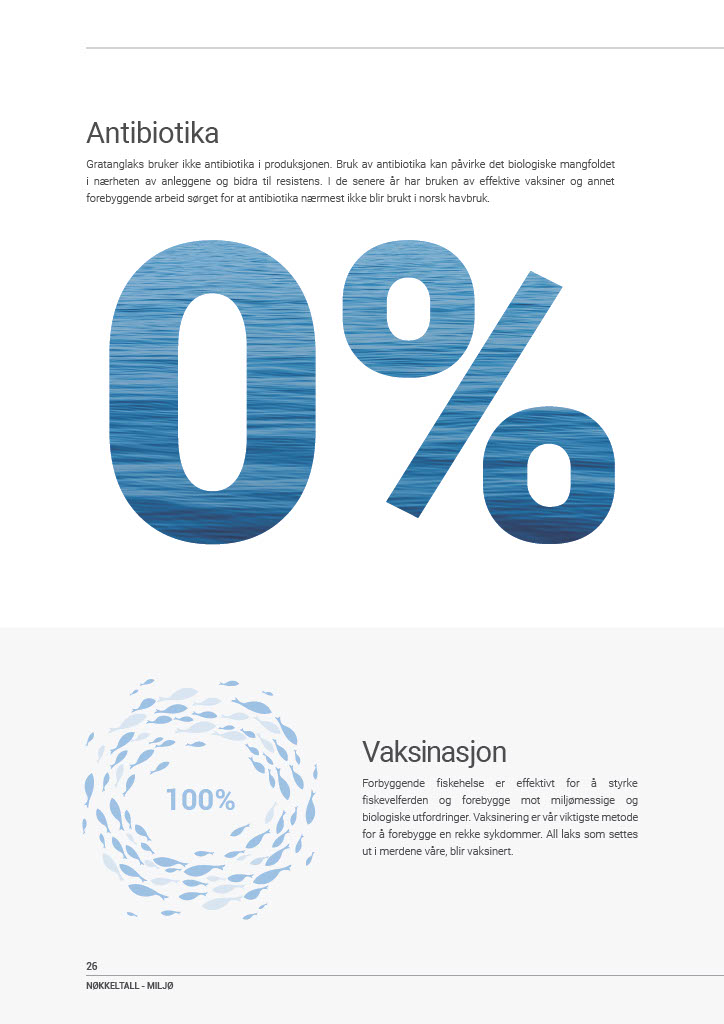 Antibiotika
Gratanglaks bruker ikke antibiotika i produksjonen. Bruk av antibiotika kan påvirke det biologiske mangfoldet
i nærheten av anleggene og bidra til resistens. I de senere år har bruken av effektive vaksiner og annet
forebyggende arbeid sørget for at antibiotika nærmest ikke blir brukt i norsk havbruk.
0%
100%
Vaksinasjon
Forbyggende fiskehelse er effektivt for å styrke
fiskevelferden og forebygge mot miljømessige og
biologiske utfordringer. Vaksinering er vår viktigste metode
for å forebygge en rekke sykdommer. All laks som settes
ut i merdene våre, blir vaksinert.
26
NØKKELTALL - MILJØ